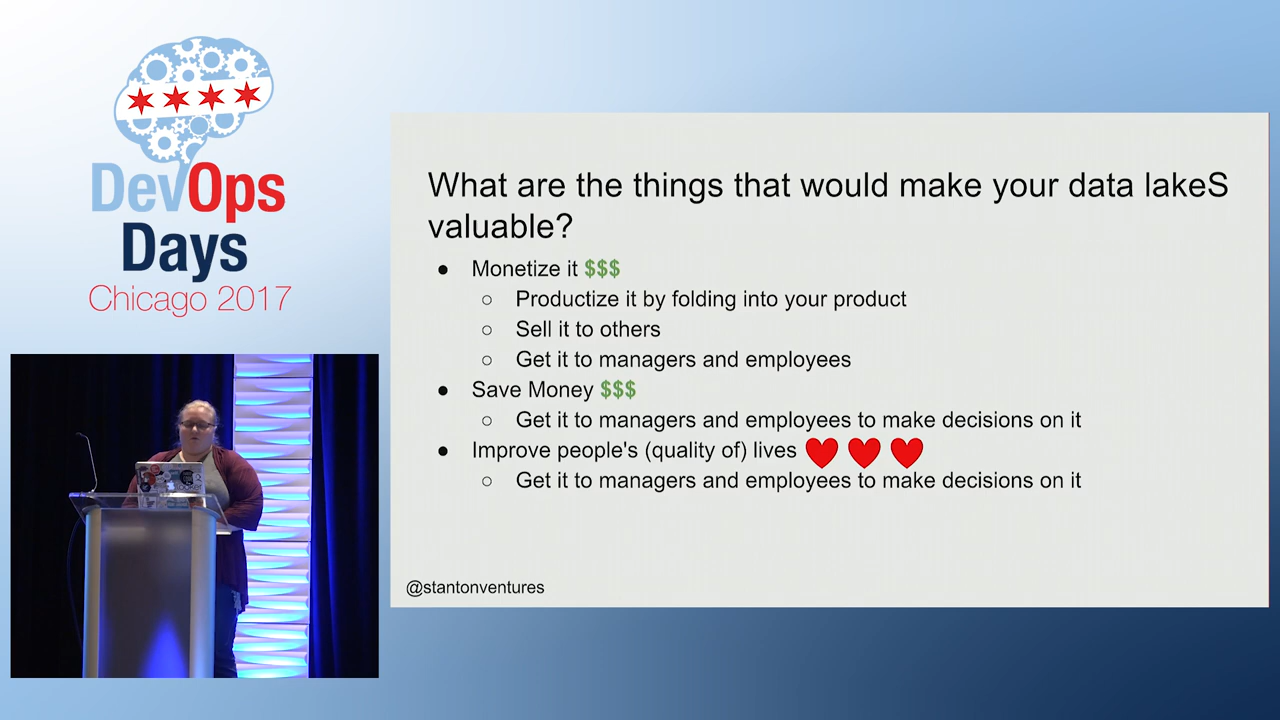 DevOps
Days
Chicago 2017
What are the things that would make your data lakeS
valuable?
● Monetize it $$$
○ Productize it by folding into your product
○ Sell it to others
○ Get it to managers and employees
● Save Money $$$
○ Get it to managers and employees to make decisions on it
● Improve people's (quality of) lives ❤❤❤
○ Get it to managers and employees to make decisions on it
@stantonventures